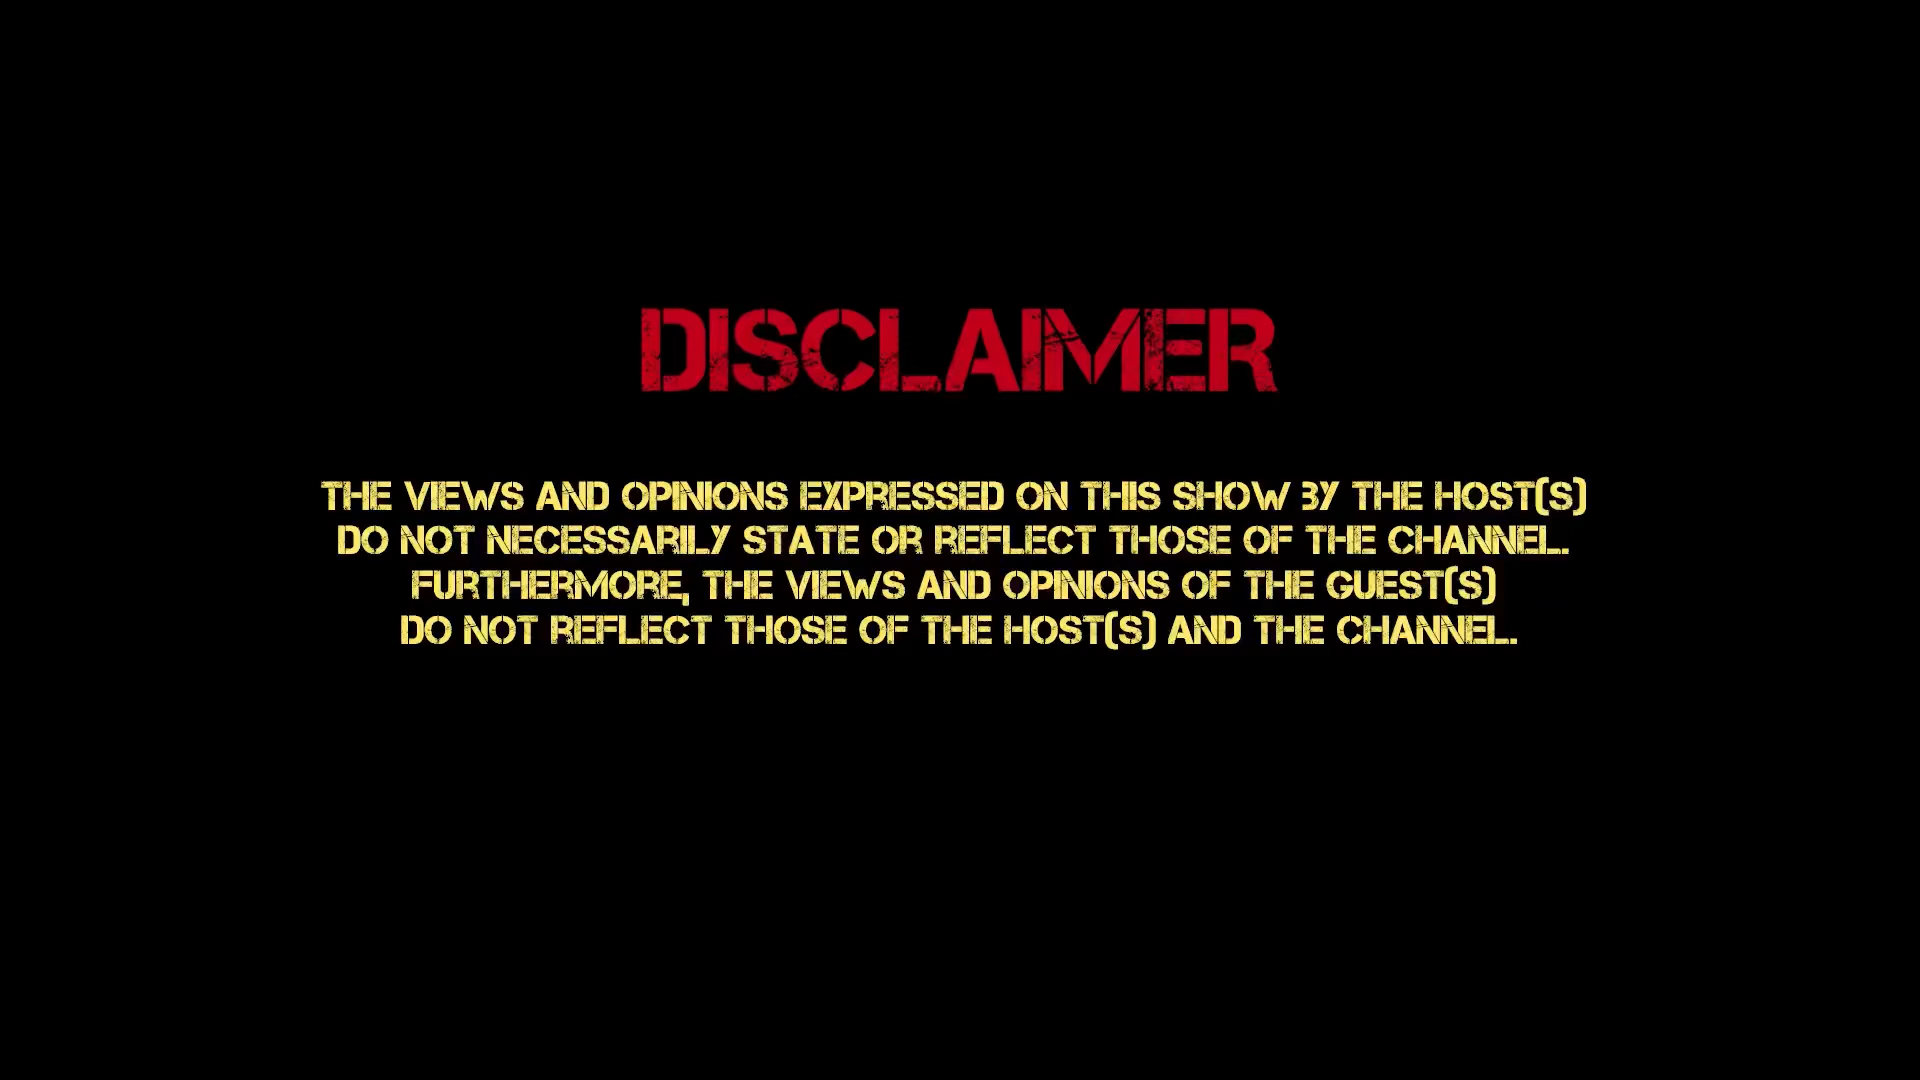 DISCLAIMER
THE VIEWS AND OPINIONS EXPRESSED ON THIS SHOW BY THE HOST(S)
DO NOT NECESSARILY STATE OR REFLECT THOSE OF THE CHANNEL.
FURTHERMORE, THE VIEWS AND OPINIONS OF THE GUEST(S)
DO NOT REFLECT THOSE OF THE HOST(S) AND THE CHANNEL.